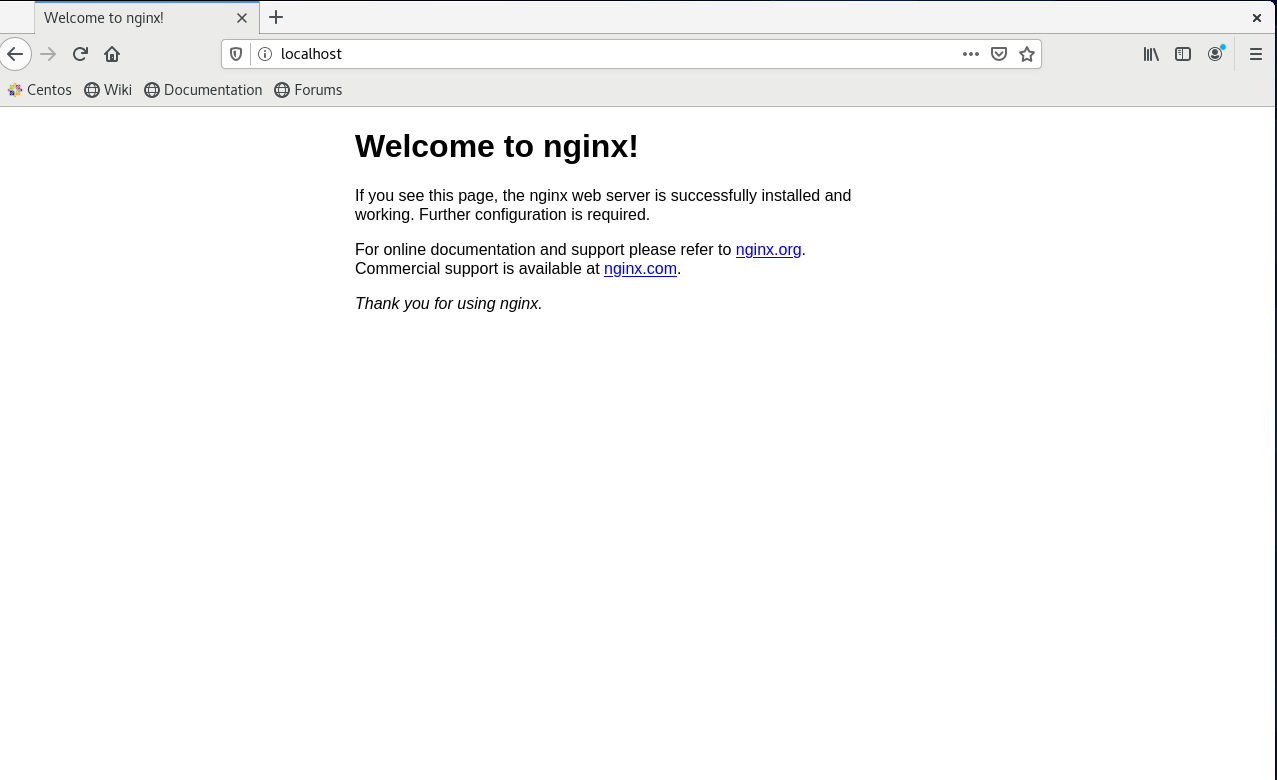 Welcome to nginx!
localhost
Centos Wiki Documentation Forums
Welcome to nginx!
If you see this page, the nginx web server is successfully installed and
working. Further configuration is required.
For online documentation and support please refer to nginx.org.
Commercial support is available at nginx.com.
Thank you for using nginx.